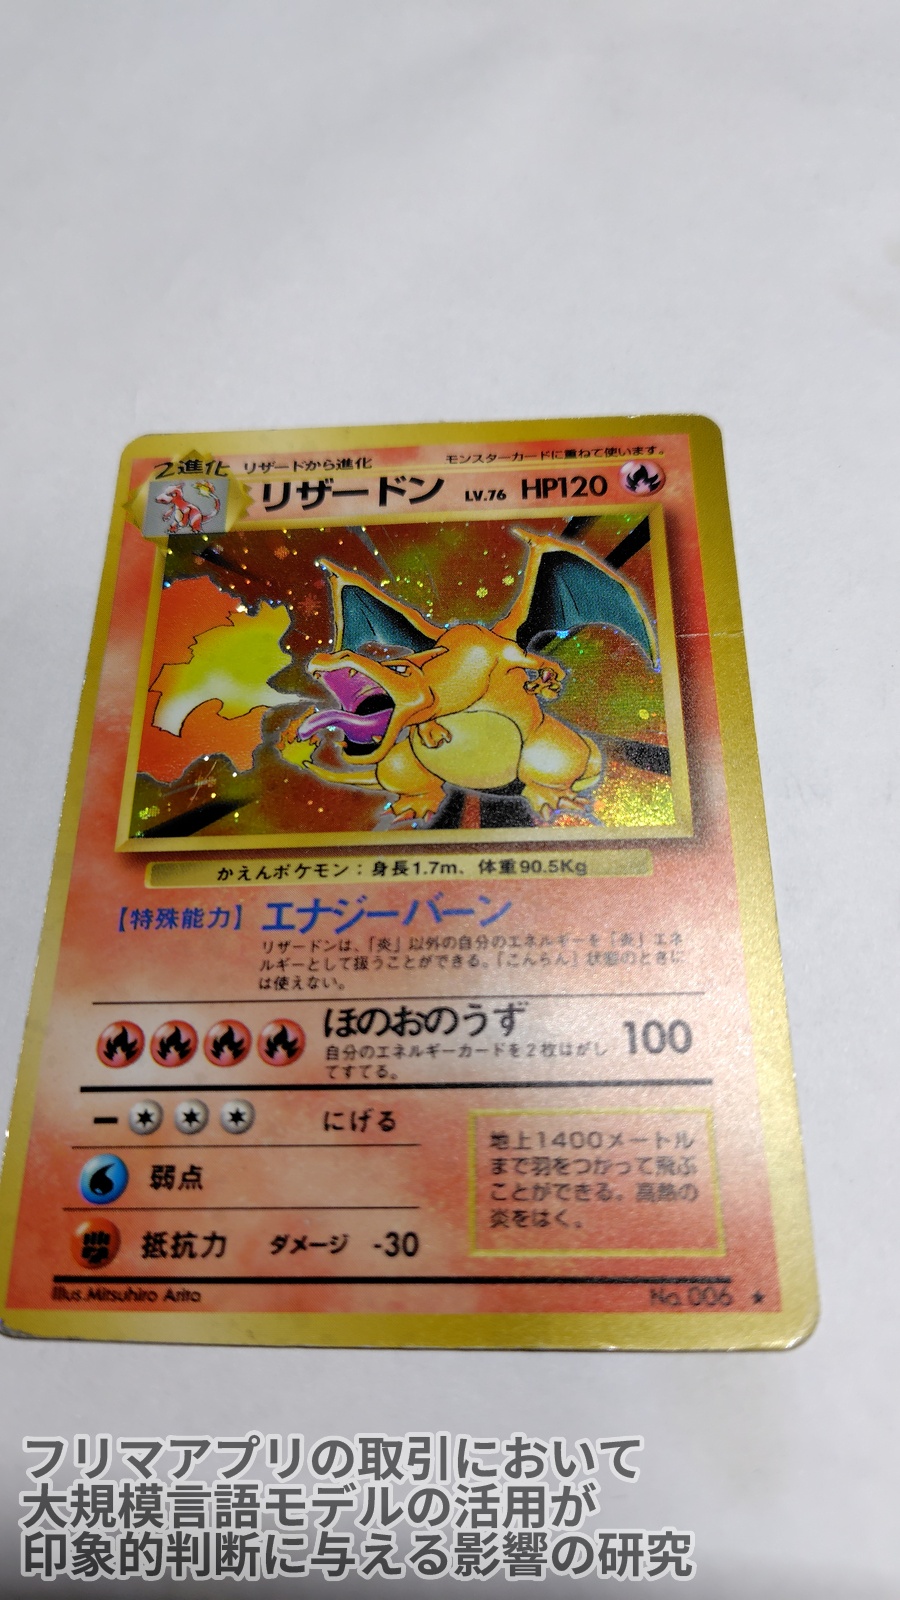 2進化 リザードから進化 モンスターカードに重ねて使います。
リザードン LV.76 HP120
かえんポケモン：身長1.7m、体重90.5Kg
【特殊能力】 エナジーバーン
リザードンは、「炎」以外の自分のエネルギーを「炎」エネ
ルギーとして扱うことができる。「こんらん」状態のときに
は使えない。
ほのおのうず 100
自分のエネルギーカードを2枚はがし
てすてる。
にげる
弱点
抵抗力 ダメージ -30
地上1400メートル
まで羽をつかって飛ぶ
ことができる。高熱の
炎をはく。
Illus.Mitsuhiro Arita
No.006 ★
フリマアプリの取引において
大規模言語モデルの活用が
印象的判断に与える影響の研究